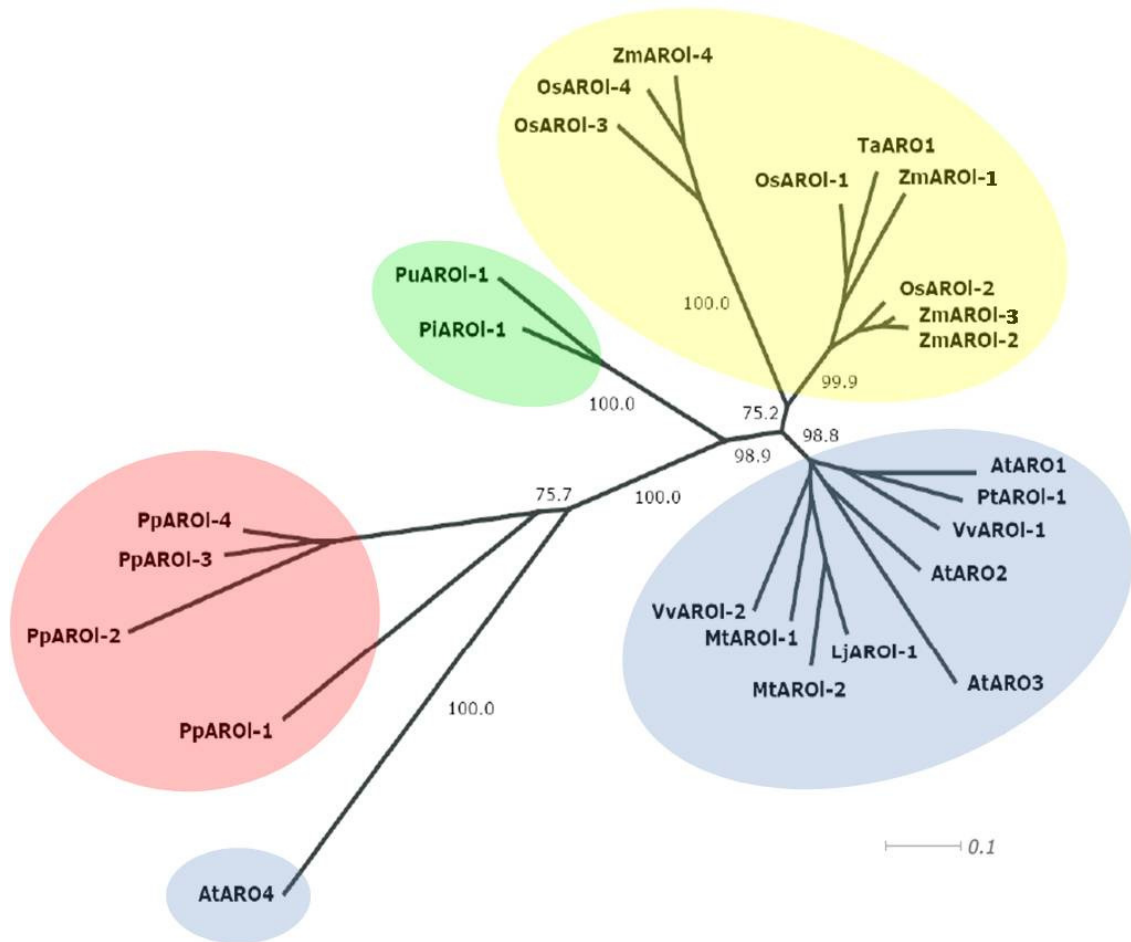 ZmAROl-4
OsAROl-4
OsAROl-3
TaARO1
OsAROl-1
ZmAROl-1
PuAROl-1
OsAROl-2
PiAROl-1
ZmAROl-3
ZmAROl-2
100.0
99.9
100.0
75.2
98.8
98.9
AtARO1
PtAROl-1
75.7
100.0
VvAROl-1
PpAROl-4
PpAROl-3
AtARO2
VvAROl-2
PpAROl-2
MtAROl-1
LjAROl-1
AtARO3
MtAROl-2
100.0
PpAROl-1
0.1
AtARO4